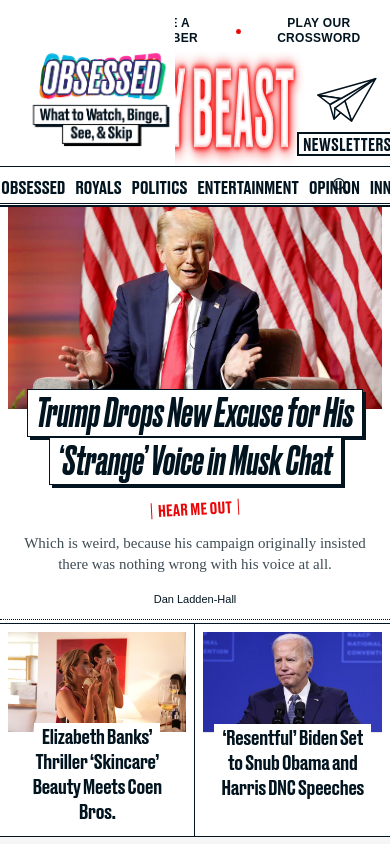 E A
BER
PLAY OUR
CROSSWORD
OBSESSED
What to Watch, Binge,
See, & Skip
Y BEAST
NEWSLETTERS
OBSESSED ROYALS POLITICS ENTERTAINMENT OPINION INN
Trump Drops New Excuse for His
‘Strange’ Voice in Musk Chat
HEAR ME OUT
Which is weird, because his campaign originally insisted
there was nothing wrong with his voice at all.
Dan Ladden-Hall
Elizabeth Banks’
Thriller ‘Skincare’
Beauty Meets Coen
Bros.
‘Resentful’ Biden Set
to Snub Obama and
Harris DNC Speeches